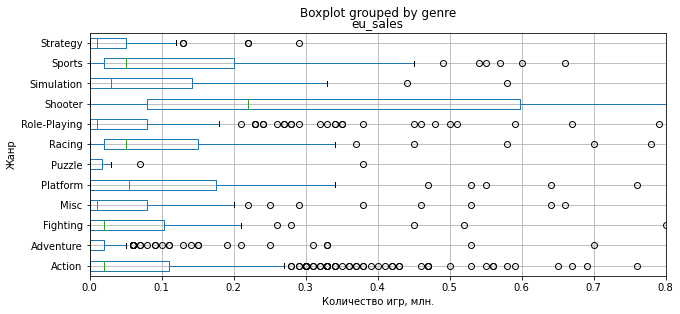 Boxplot grouped by genre
eu_sales
Strategy
Sports
Simulation
Shooter
Role-Playing
Racing
Puzzle
Platform
Misc
Fighting
Adventure
Action
Жанр
0.0 0.1 0.2 0.3 0.4 0.5 0.6 0.7 0.8
Количество игр, млн.